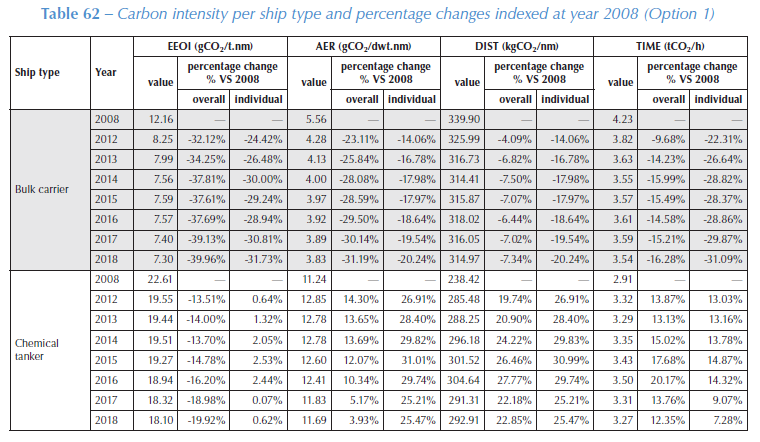 Table 62 – Carbon intensity per ship type and percentage changes indexed at year 2008 (Option 1)
Ship type Year EEOI (gCO₂/t.nm) AER (gCO₂/dwt.nm) DIST (kgCO₂/nm) TIME (tCO₂/h)
value percentage change % VS 2008 value percentage change % VS 2008 value percentage change % VS 2008 value percentage change % VS 2008
overall individual overall individual overall individual overall individual
Bulk carrier
2008 12.16 — — 5.56 — — 339.90 — — 4.23 — —
2012 8.25 -32.12% -24.42% 4.28 -23.11% -14.06% 325.99 -4.09% -14.06% 3.82 -9.68% -22.31%
2013 7.99 -34.25% -26.48% 4.13 -25.84% -16.78% 316.73 -6.82% -16.78% 3.63 -14.23% -26.64%
2014 7.56 -37.81% -30.00% 4.00 -28.08% -17.98% 314.41 -7.50% -17.98% 3.55 -15.99% -28.82%
2015 7.59 -37.61% -29.24% 3.97 -28.59% -17.97% 315.87 -7.07% -17.97% 3.57 -15.49% -28.37%
2016 7.57 -37.69% -28.94% 3.92 -29.50% -18.64% 318.02 -6.44% -18.64% 3.61 -14.58% -28.86%
2017 7.40 -39.13% -30.81% 3.89 -30.14% -19.54% 316.05 -7.02% -19.54% 3.59 -15.21% -29.87%
2018 7.30 -39.96% -31.73% 3.83 -31.19% -20.24% 314.97 -7.34% -20.24% 3.54 -16.28% -31.09%
Chemical tanker
2008 22.61 — — 11.24 — — 238.42 — — 2.91 — —
2012 19.55 -13.51% 0.64% 12.85 14.30% 26.91% 285.48 19.74% 26.91% 3.32 13.87% 13.03%
2013 19.44 -14.00% 1.32% 12.78 13.65% 28.40% 288.25 20.90% 28.40% 3.29 13.13% 13.16%
2014 19.51 -13.70% 2.05% 12.78 13.69% 29.82% 296.18 24.22% 29.83% 3.35 15.02% 13.78%
2015 19.27 -14.78% 2.53% 12.60 12.07% 31.01% 301.52 26.46% 30.99% 3.43 17.68% 14.87%
2016 18.94 -16.20% 2.44% 12.41 10.34% 29.74% 304.64 27.77% 29.74% 3.50 20.17% 14.32%
2017 18.32 -18.98% 0.07% 11.83 5.17% 25.21% 291.31 22.18% 25.21% 3.31 13.76% 9.07%
2018 18.10 -19.92% 0.62% 11.69 3.93% 25.47% 292.91 22.85% 25.47% 3.27 12.35% 7.28%